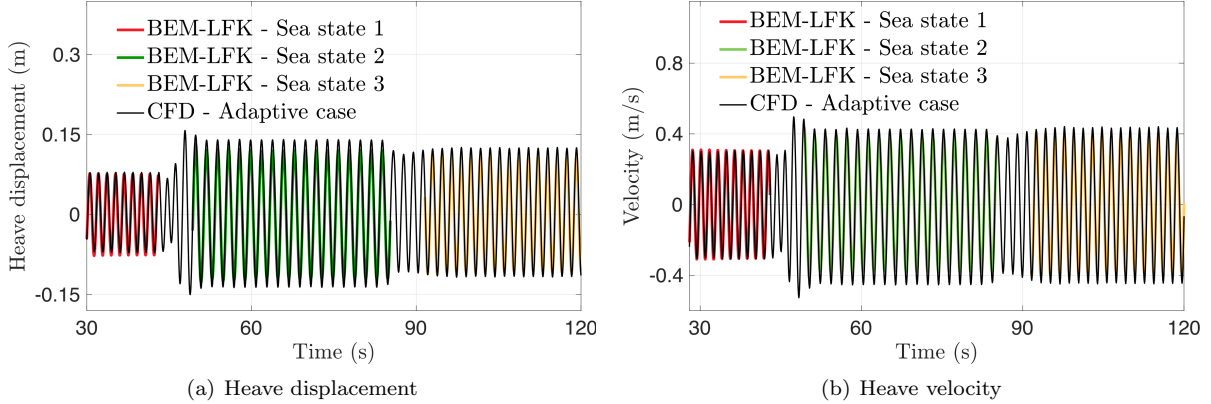 BEM-LFK - Sea state 1
BEM-LFK - Sea state 2
BEM-LFK - Sea state 3
CFD - Adaptive case
Heave displacement (m)
0.3
0.15
0
-0.15
30 60 90 120
Time (s)
(a) Heave displacement
BEM-LFK - Sea state 1
BEM-LFK - Sea state 2
BEM-LFK - Sea state 3
CFD - Adaptive case
Velocity (m/s)
0.8
0.4
0
-0.4
30 60 90 120
Time (s)
(b) Heave velocity